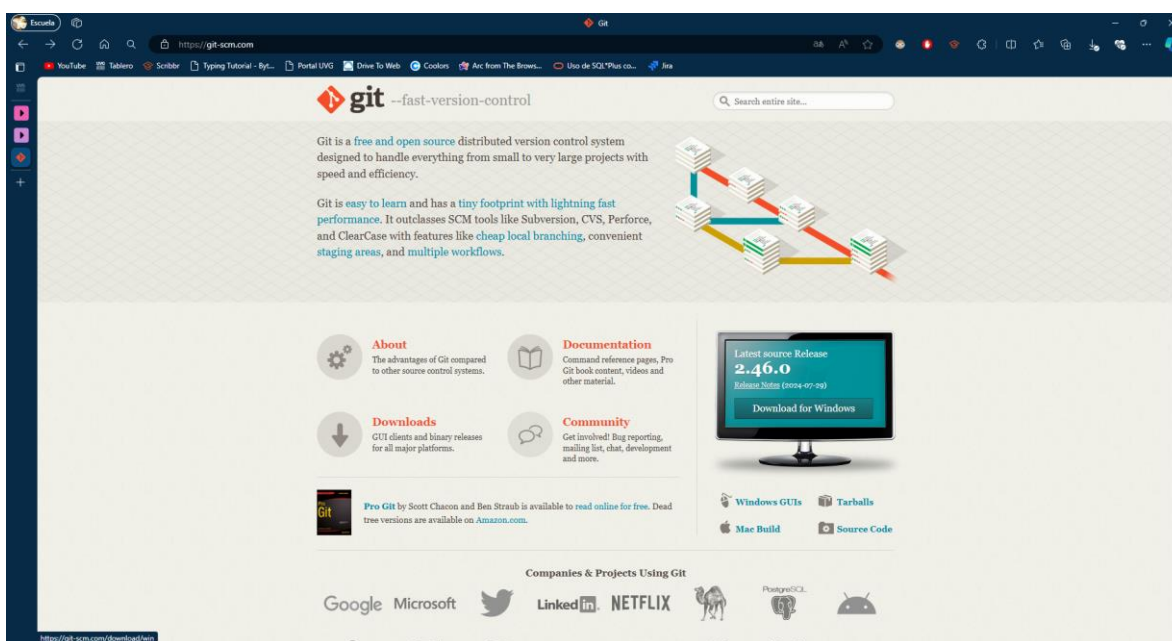 Escuela
Git
https://git-scm.com
YouTube Tablero Scribbr Typing Tutorial - Byt... Portal UVG Drive To Web Coolors Arc from The Brows... Uso de SQL*Plus co... Jira
git --fast-version-control
Search entire site...
Git is a free and open source distributed version control system
designed to handle everything from small to very large projects with
speed and efficiency.
Git is easy to learn and has a tiny footprint with lightning fast
performance. It outclasses SCM tools like Subversion, CVS, Perforce,
and ClearCase with features like cheap local branching, convenient
staging areas, and multiple workflows.
About
The advantages of Git compared
to other source control systems.
Documentation
Command reference pages, Pro
Git book content, videos and
other material.
Downloads
GUI clients and binary releases
for all major platforms.
Community
Get involved! Bug reporting,
mailing list, chat, development
and more.
Latest source Release
2.46.0
Release Notes (2024-07-29)
Download for Windows
Git
Pro Git by Scott Chacon and Ben Straub is available to read online for free. Dead
tree versions are available on Amazon.com.
Windows GUIs Tarballs
Mac Build Source Code
Companies & Projects Using Git
Google Microsoft Linked in NETFLIX PostgreSQL
https://git-scm.com/download/win